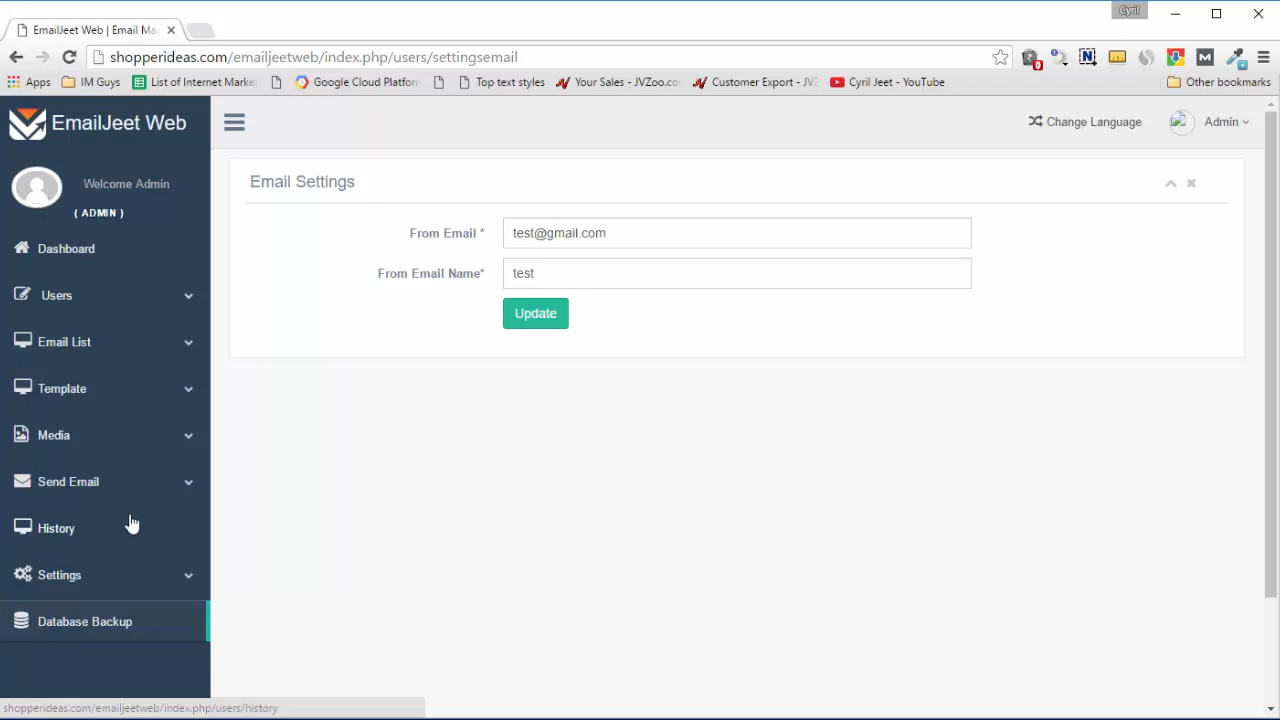 Cyril
EmailJeet Web | Email Ma
shopperideas.com/emailjeetweb/index.php/users/settingsemail
Apps IM Guys List of Internet Marke Google Cloud Platforn Top text styles Your Sales - JVZoo.co Customer Export - JVZ Cyril Jeet - YouTube Other bookmarks
EmailJeet Web
Change Language Admin
Welcome Admin
( ADMIN )
Email Settings
From Email * test@gmail.com
From Email Name* test
Update
Dashboard
Users
Email List
Template
Media
Send Email
History
Settings
Database Backup
shopperideas.com/emailjeetweb/index.php/users/history